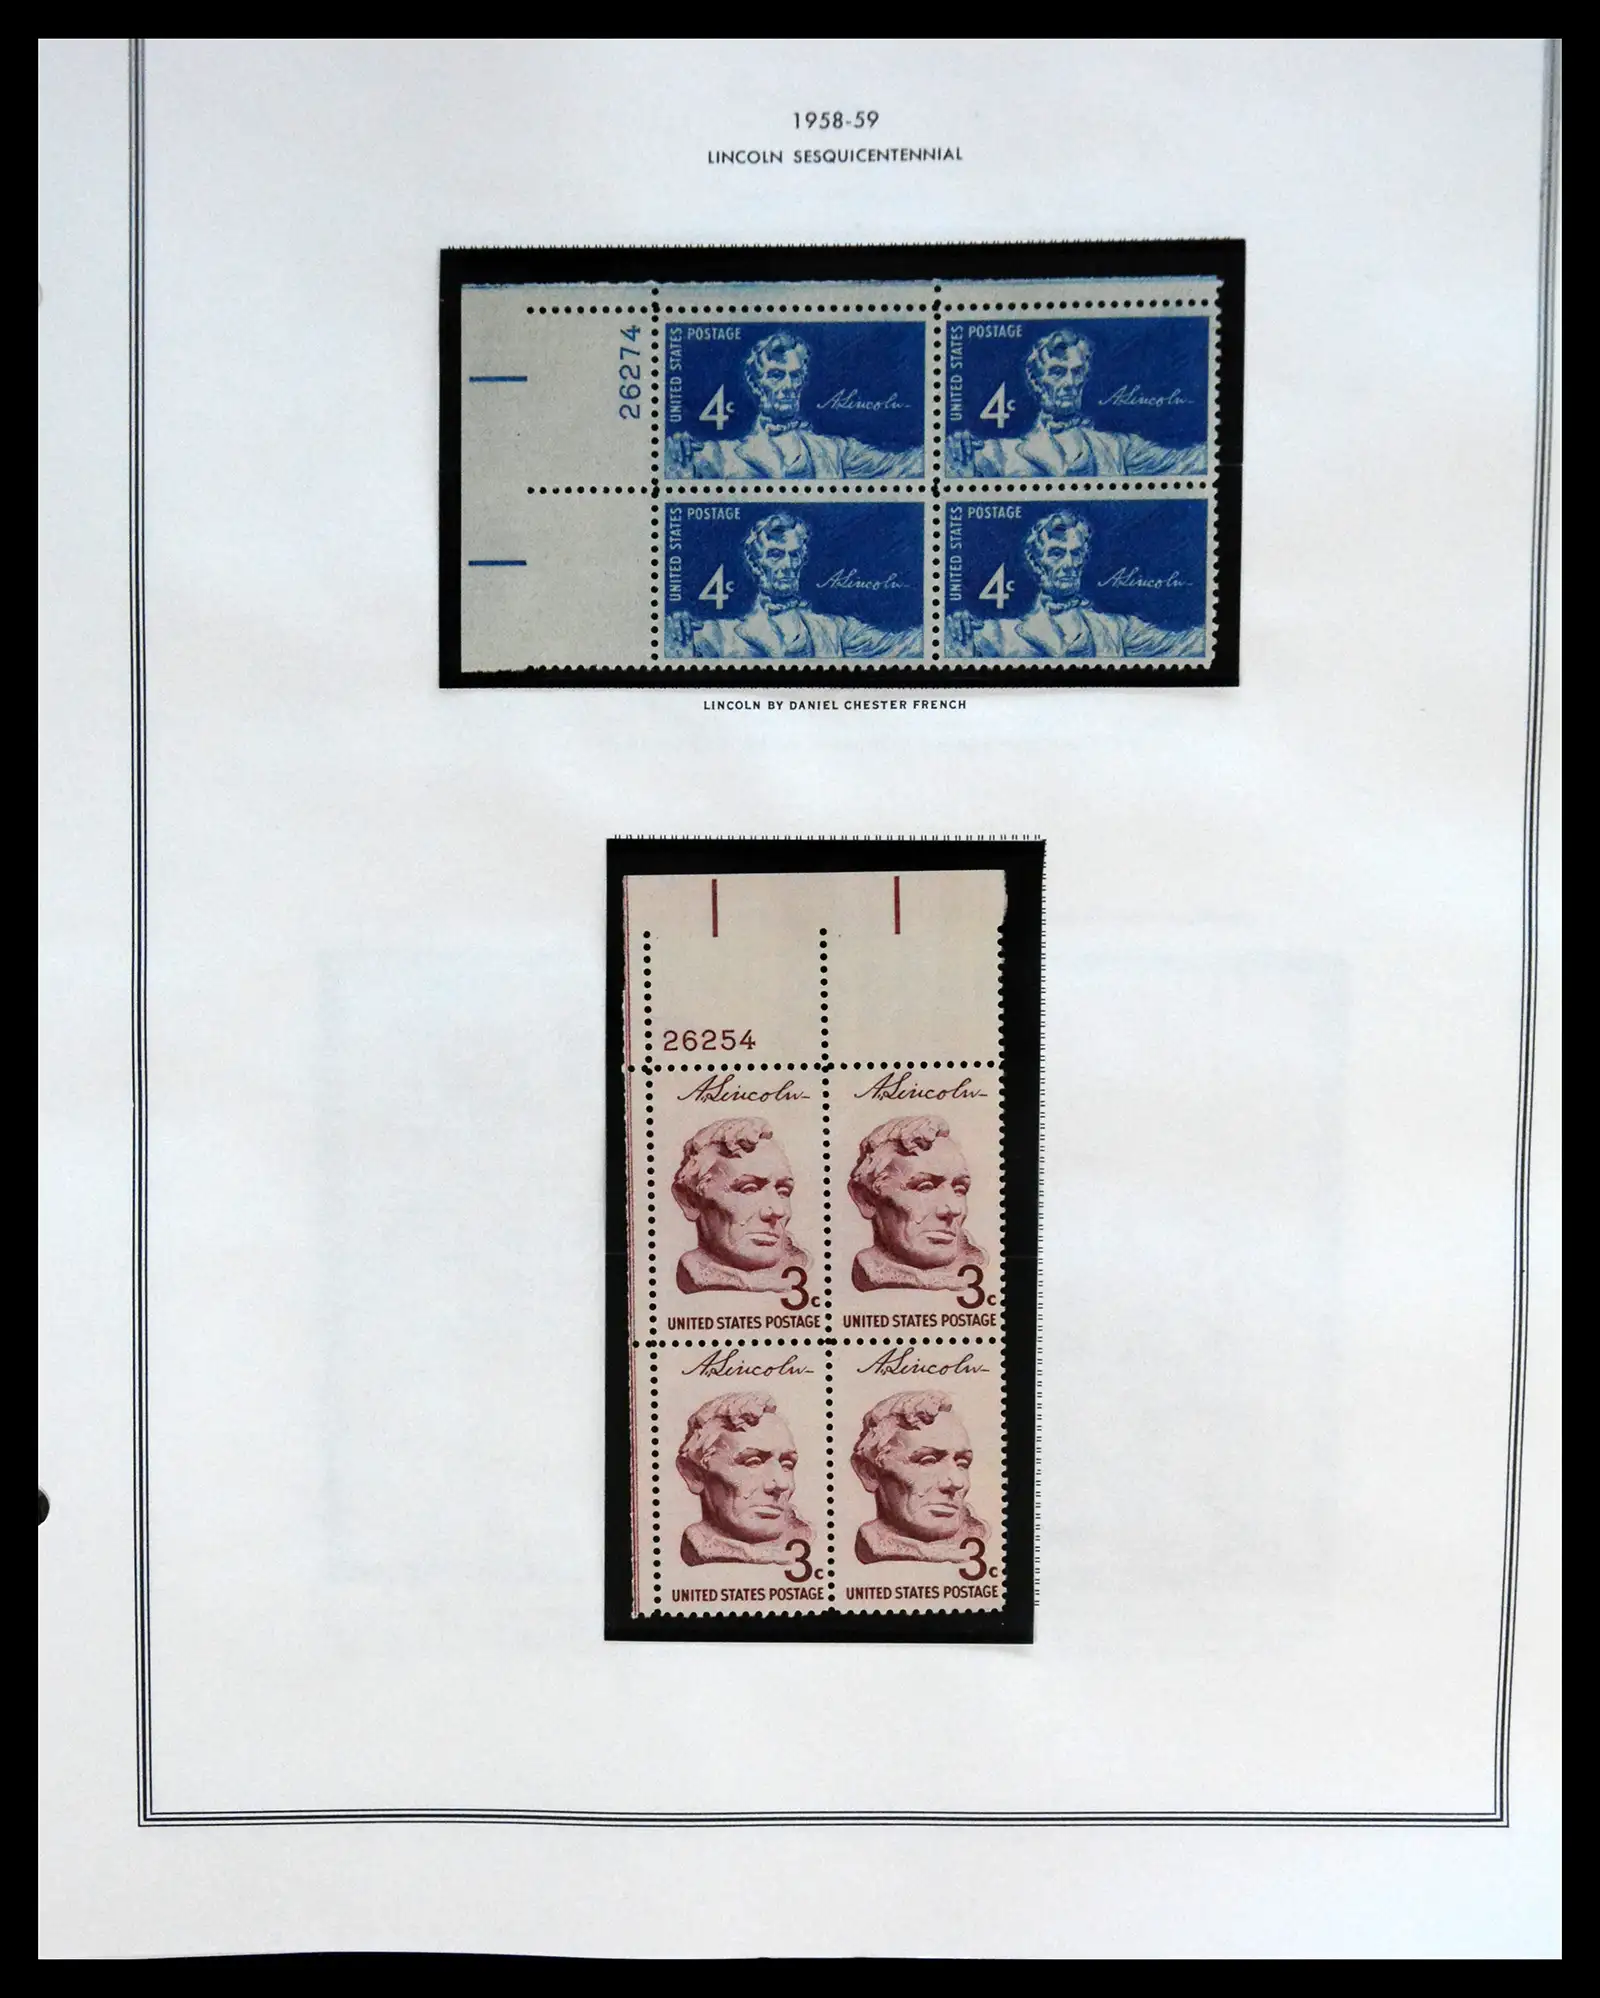 1958-59
LINCOLN SESQUICENTENNIAL
26274
UNITED STATES POSTAGE
4c
A. Lincoln
UNITED STATES POSTAGE
4c
A. Lincoln
UNITED STATES POSTAGE
4c
A. Lincoln
UNITED STATES POSTAGE
4c
A. Lincoln
LINCOLN BY DANIEL CHESTER FRENCH
26254
A. Lincoln
3c
UNITED STATES POSTAGE
A. Lincoln
3c
UNITED STATES POSTAGE
A. Lincoln
3c
UNITED STATES POSTAGE
A. Lincoln
3c
UNITED STATES POSTAGE